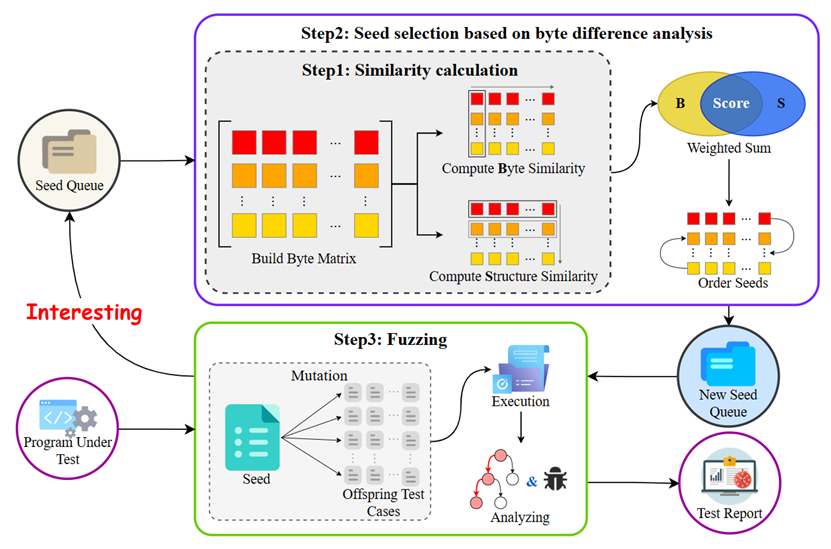 Step2: Seed selection based on byte difference analysis
Step1: Similarity calculation
B
Score
S
Weighted Sum
Seed Queue
Compute Byte Similarity
Build Byte Matrix
Compute Structure Similarity
Order Seeds
Interesting
Step3: Fuzzing
Mutation
Execution
New Seed
Queue
Program Under
Test
Seed
Offspring Test
Cases
&
Analyzing
Test Report